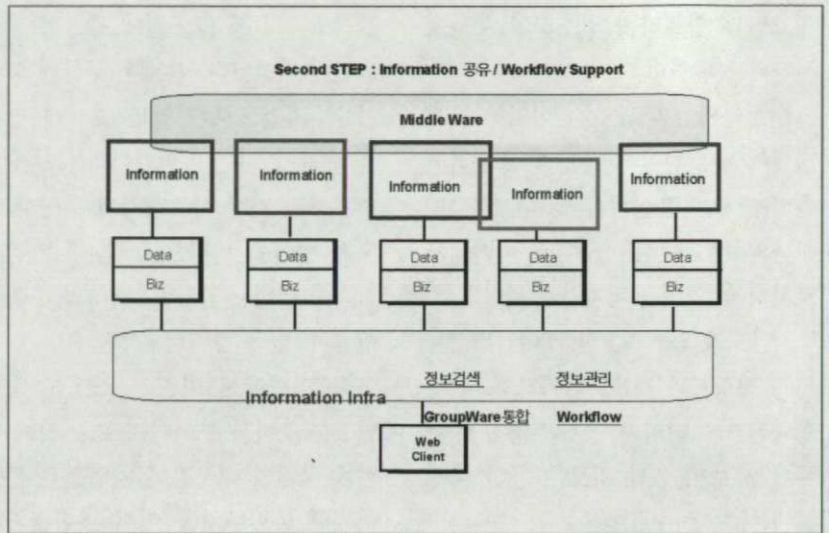 Second STEP : Information 공유 / Workflow Support
Middle Ware
Information
Information
Information
Information
Information
Data
Biz
Data
Biz
Data
Biz
Data
Biz
Data
Biz
정보검색 정보관리
Information Infra
GroupWare통합 Workflow
Web
Client